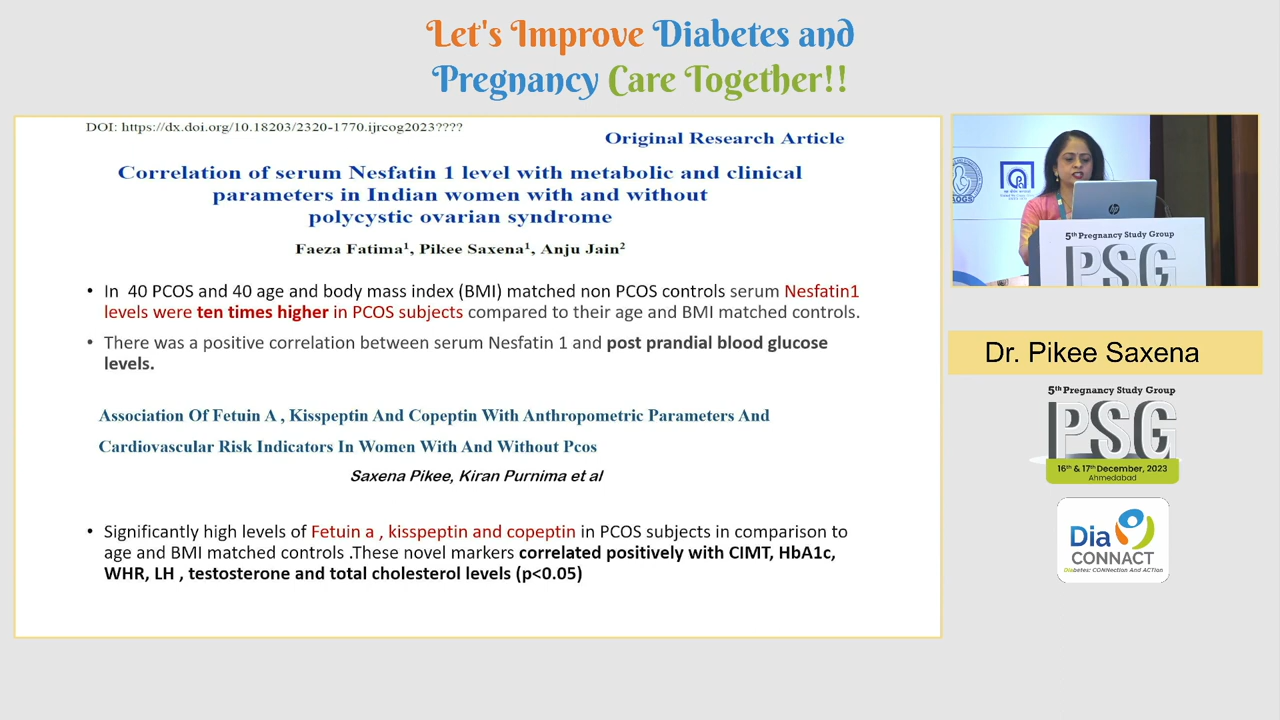 Let's Improve Diabetes and
Pregnancy Care Together!!
DOI: https://dx.doi.org/10.18203/2320-1770.ijrcog2023????
Original Research Article
Correlation of serum Nesfatin 1 level with metabolic and clinical
parameters in Indian women with and without
polycystic ovarian syndrome
Faeza Fatima¹, Pikee Saxena¹, Anju Jain²
• In 40 PCOS and 40 age and body mass index (BMI) matched non PCOS controls serum Nesfatin1
levels were ten times higher in PCOS subjects compared to their age and BMI matched controls.
• There was a positive correlation between serum Nesfatin 1 and post prandial blood glucose
levels.
Association Of Fetuin A , Kisspeptin And Copeptin With Anthropometric Parameters And
Cardiovascular Risk Indicators In Women With And Without Pcos
Saxena Pikee, Kiran Purnima et al
• Significantly high levels of Fetuin a , kisspeptin and copeptin in PCOS subjects in comparison to
age and BMI matched controls .These novel markers correlated positively with CIMT, HbA1c,
WHR, LH , testosterone and total cholesterol levels (p<0.05)
AOGS
hp
5th Pregnancy Study Group
PSG
Dr. Pikee Saxena
5th Pregnancy Study Group
PSG
16th & 17th December, 2023
Ahmedabad
Dia
CONNACT
Diabetes: CONNection And ACTion